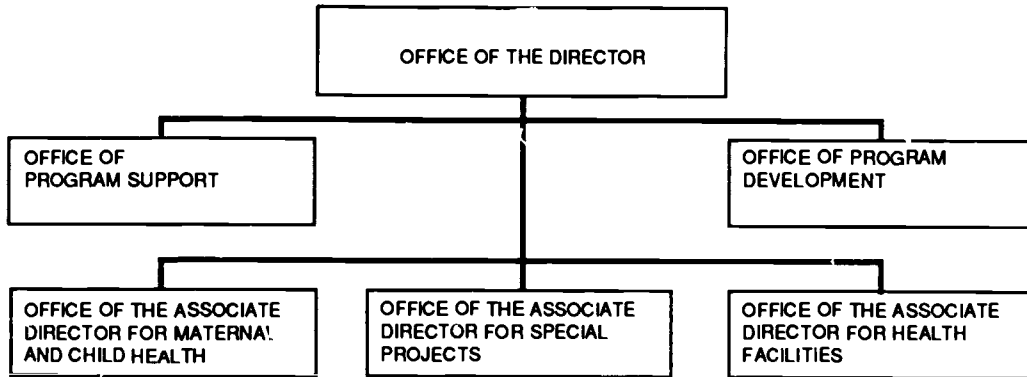 OFFICE OF THE DIRECTOR
OFFICE OF
PROGRAM SUPPORT
OFFICE OF PROGRAM
DEVELOPMENT
OFFICE OF THE ASSOCIATE
DIRECTOR FOR MATERNAL
AND CHILD HEALTH
OFFICE OF THE ASSOCIATE
DIRECTOR FOR SPECIAL
PROJECTS
OFFICE OF THE ASSOCIATE
DIRECTOR FOR HEALTH
FACILITIES